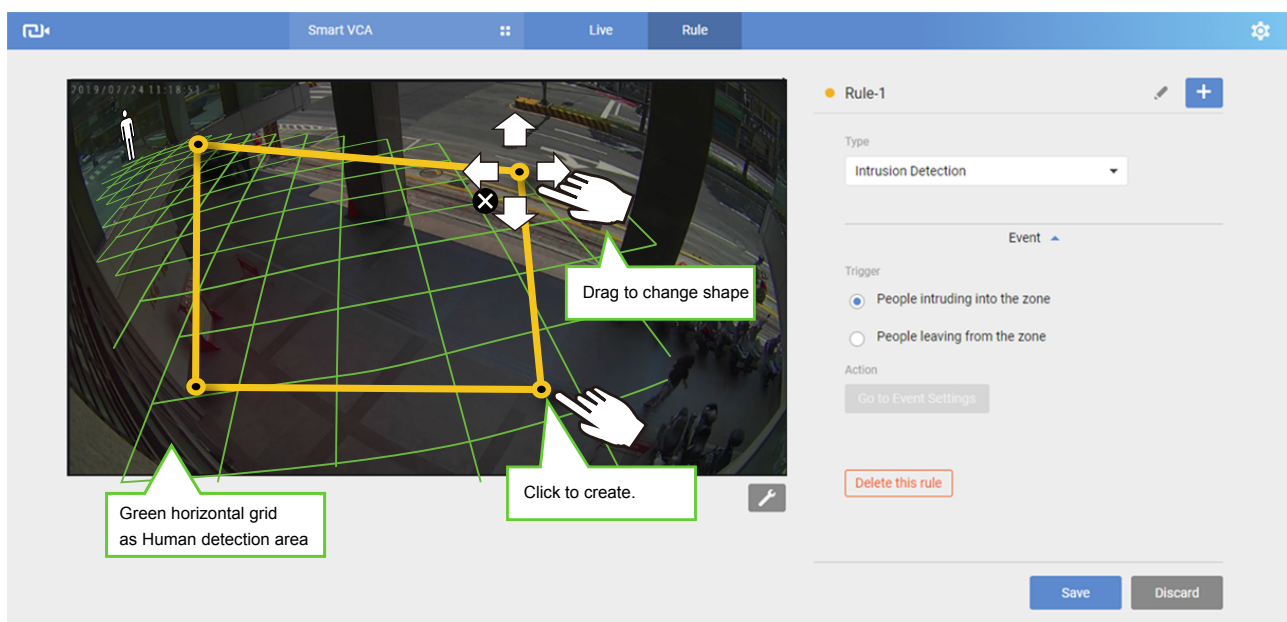 Smart VCA
Live
Rule
2019/07/24 11:18:51
Rule-1
Type
Intrusion Detection
Event
Trigger
People intruding into the zone
People leaving from the zone
Action
Go to Event Settings
Delete this rule
Save
Discard
Drag to change shape
Click to create.
Green horizontal grid
as Human detection area